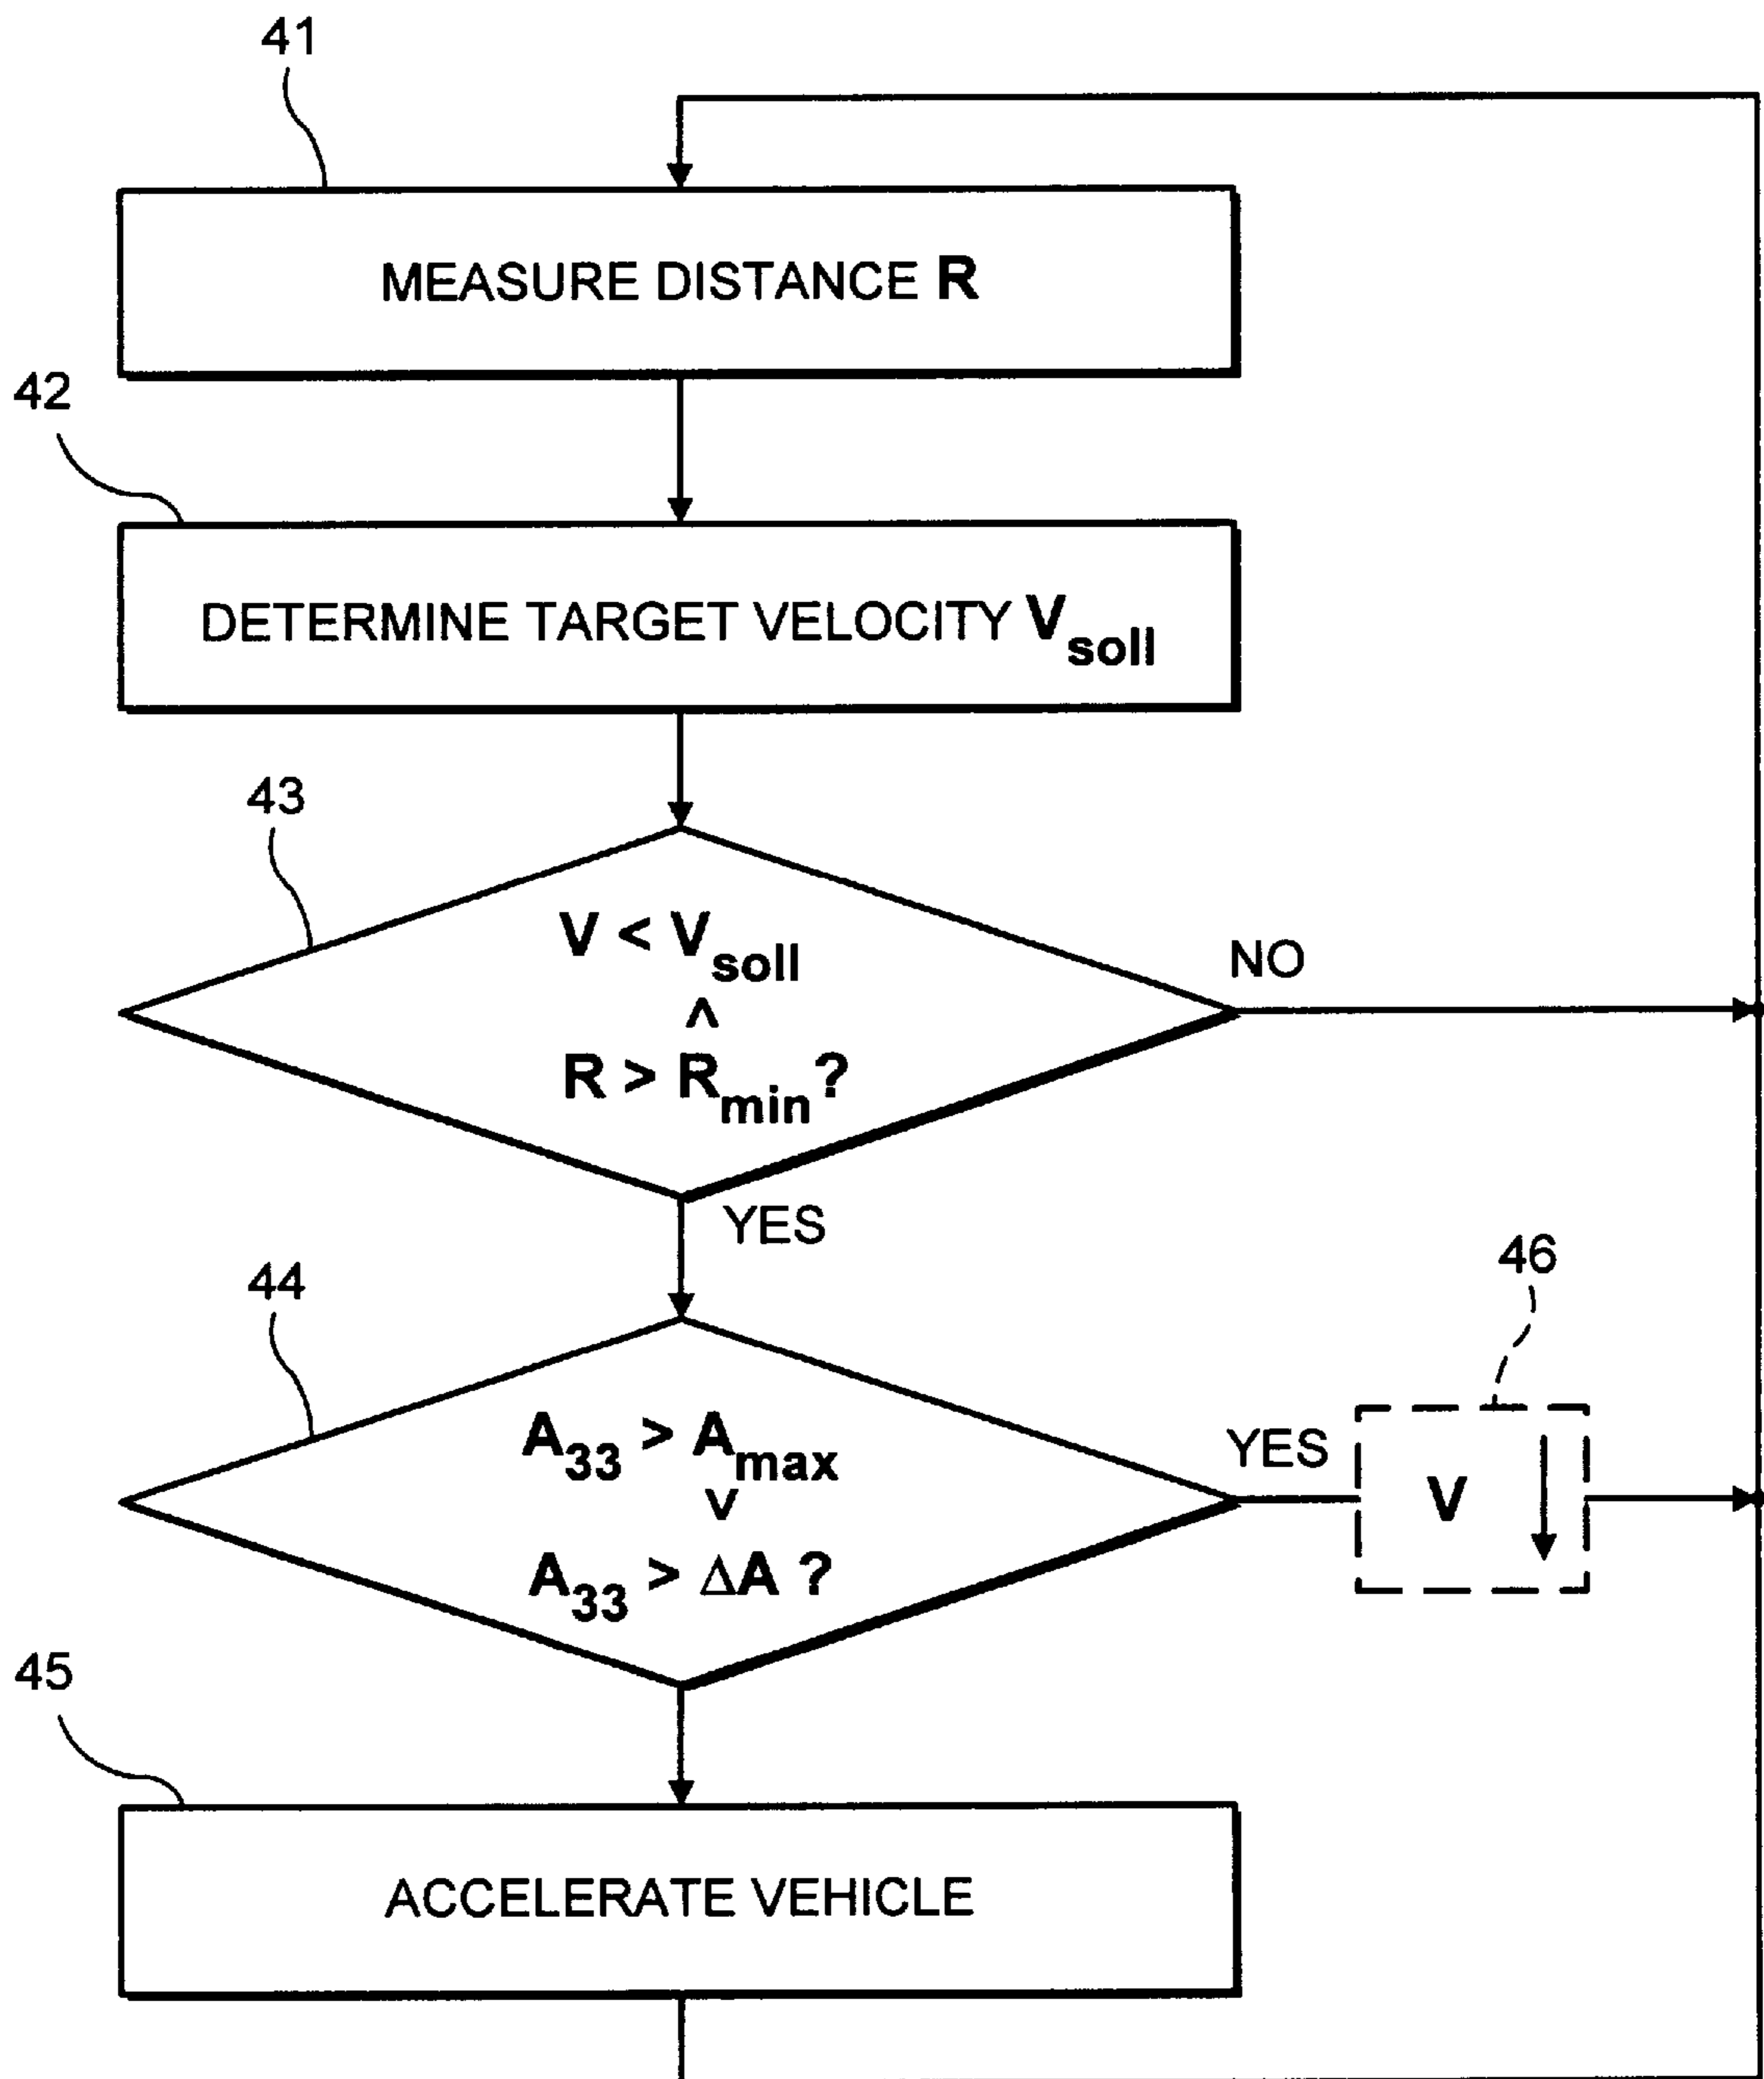 41
MEASURE DISTANCE R
42
DETERMINE TARGET VELOCITY Vsoll
43
V < Vsoll
^
R > Rmin?
NO
YES
44
A33 > Amax
v
A33 > ΔA ?
YES
46
V ↓
45
ACCELERATE VEHICLE